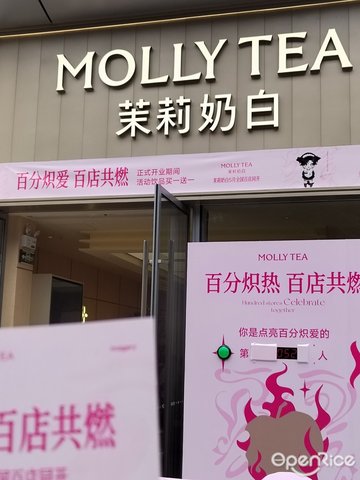 MOLLY TEA
茉莉奶白
百分炽爱 百店共燃
正式开业期间
活动饮品买一送一
MOLLY TEA
茉莉奶白
MOLLY TEA
百分炽热 百店共燃
Hundred stores Celebrate
together
你是点亮百分炽爱的
第
人
TEA
百店共燃
OpenRice